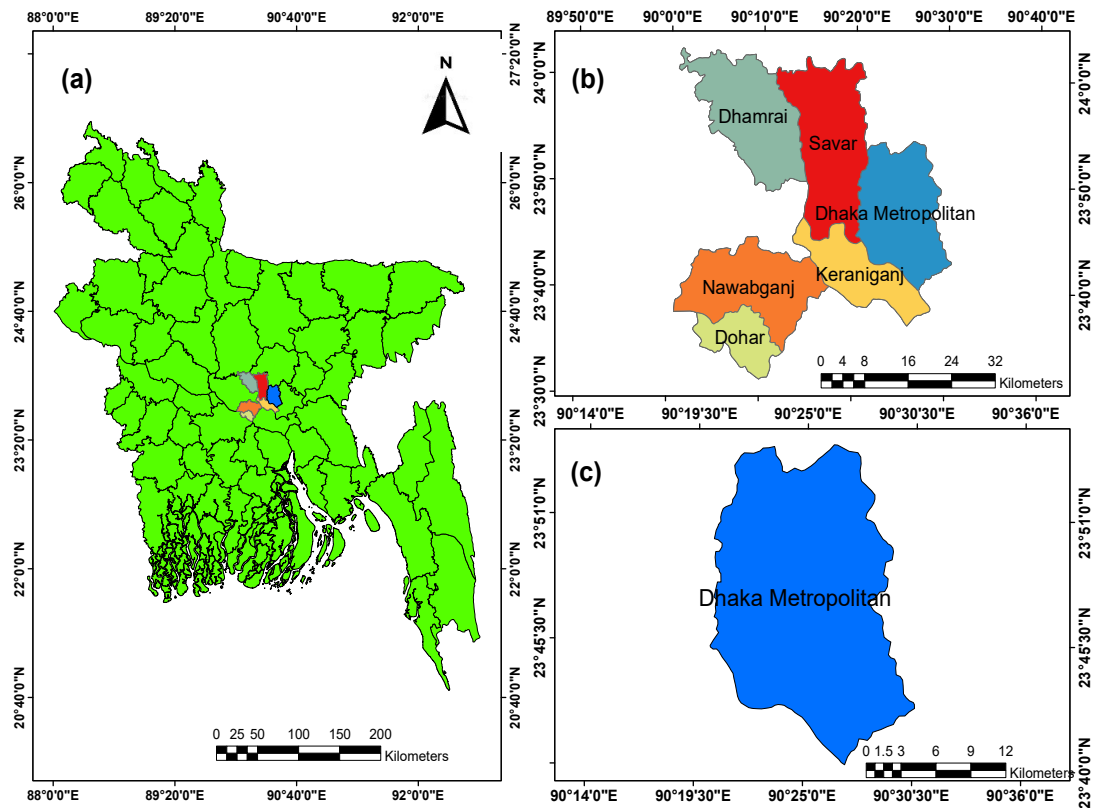 88°0'0"E 89°20'0"E 90°40'0"E 92°0'0"E
(a)
N
27°20'0"N
26°0'0"N
24°40'0"N
23°20'0"N
22°0'0"N
20°40'0"N
26°0'0"N
24°40'0"N
23°20'0"N
22°0'0"N
20°40'0"N
0 25 50 100 150 200
Kilometers
88°0'0"E 89°20'0"E 90°40'0"E 92°0'0"E
89°50'0"E 90°0'0"E 90°10'0"E 90°20'0"E 90°30'0"E 90°40'0"E
(b)
24°0'0"N
23°50'0"N
23°40'0"N
23°30'0"N
24°0'0"N
23°50'0"N
23°40'0"N
Dhamrai
Savar
Dhaka Metropolitan
Keraniganj
Nawabganj
Dohar
0 4 8 16 24 32
Kilometers
90°14'0"E 90°19'30"E 90°25'0"E 90°30'30"E 90°36'0"E
(c)
23°51'0"N
23°45'30"N
23°51'0"N
23°45'30"N
23°40'0"N
Dhaka Metropolitan
0 1.5 3 6 9 12
Kilometers
90°14'0"E 90°19'30"E 90°25'0"E 90°30'30"E 90°36'0"E